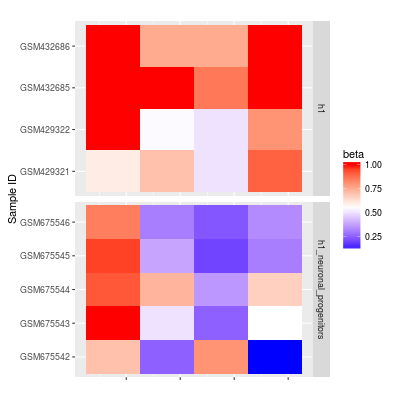 Sample ID
GSM432686
GSM432685
GSM429322
GSM429321
h1
GSM675546
GSM675545
GSM675544
GSM675543
GSM675542
h1_neuronal_progenitors
beta
1.00
0.75
0.50
0.25